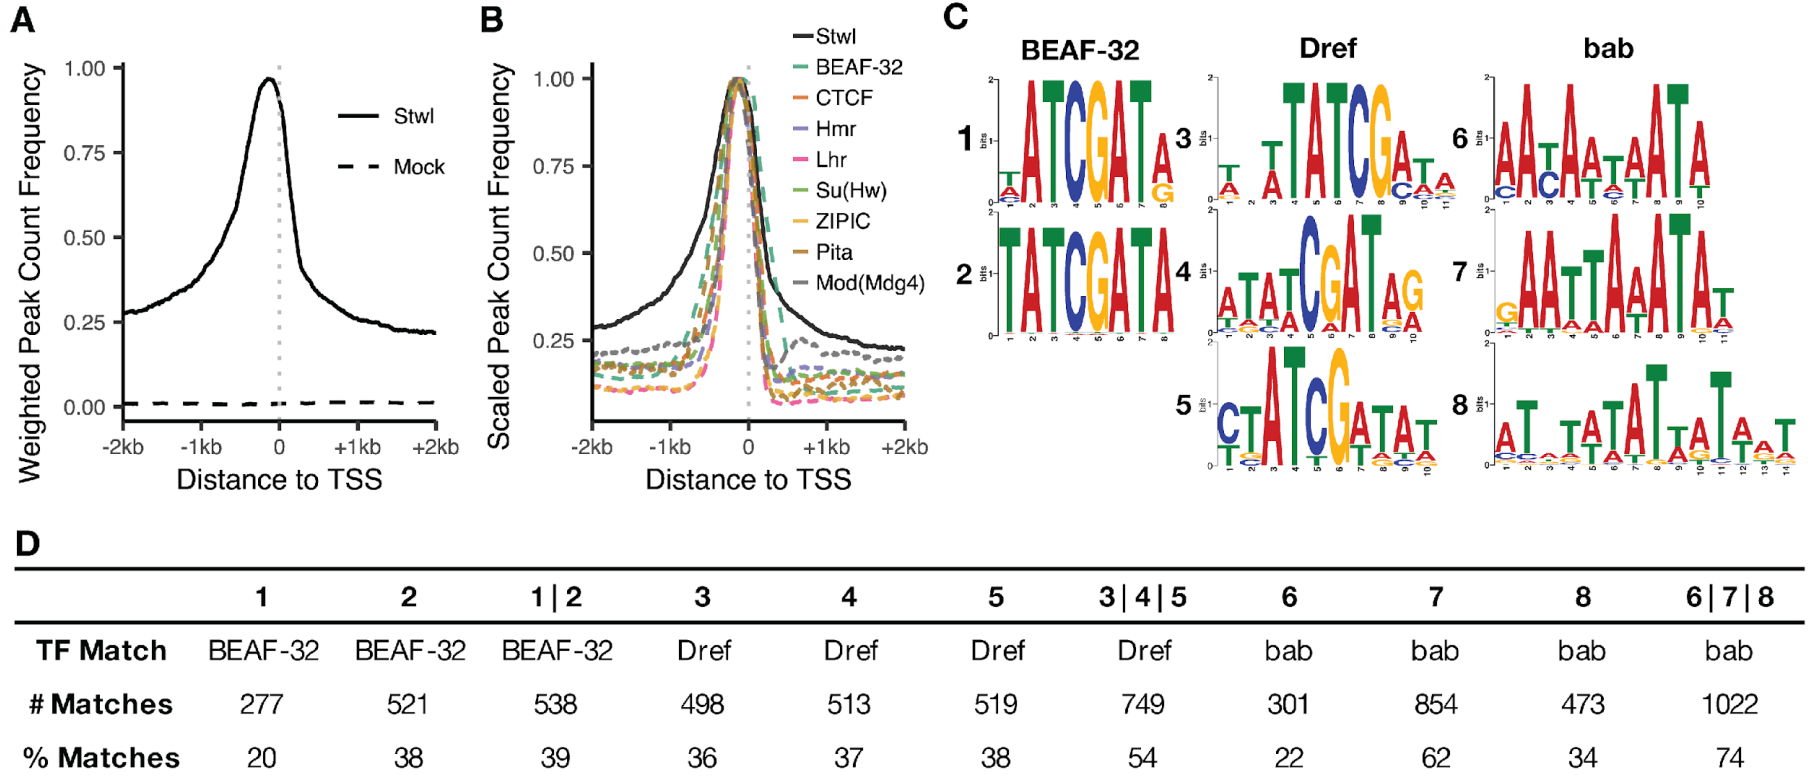 A
Weighted Peak Count Frequency
1.00
0.75
0.50
0.25
0.00
-2kb -1kb 0 +1kb +2kb
Distance to TSS
Stwl
Mock
B
Scaled Peak Count Frequency
1.00
0.75
0.50
0.25
-2kb -1kb 0 +1kb +2kb
Distance to TSS
Stwl
BEAF-32
CTCF
Hmr
Lhr
Su(Hw)
ZIPIC
Pita
Mod(Mdg4)
C
BEAF-32 Dref bab
1
2
3
4
5
6
7
8
D
1 2 1|2 3 4 5 3|4|5 6 7 8 6|7|8
TF Match BEAF-32 BEAF-32 BEAF-32 Dref Dref Dref Dref bab bab bab bab
# Matches 277 521 538 498 513 519 749 301 854 473 1022
% Matches 20 38 39 36 37 38 54 22 62 34 74